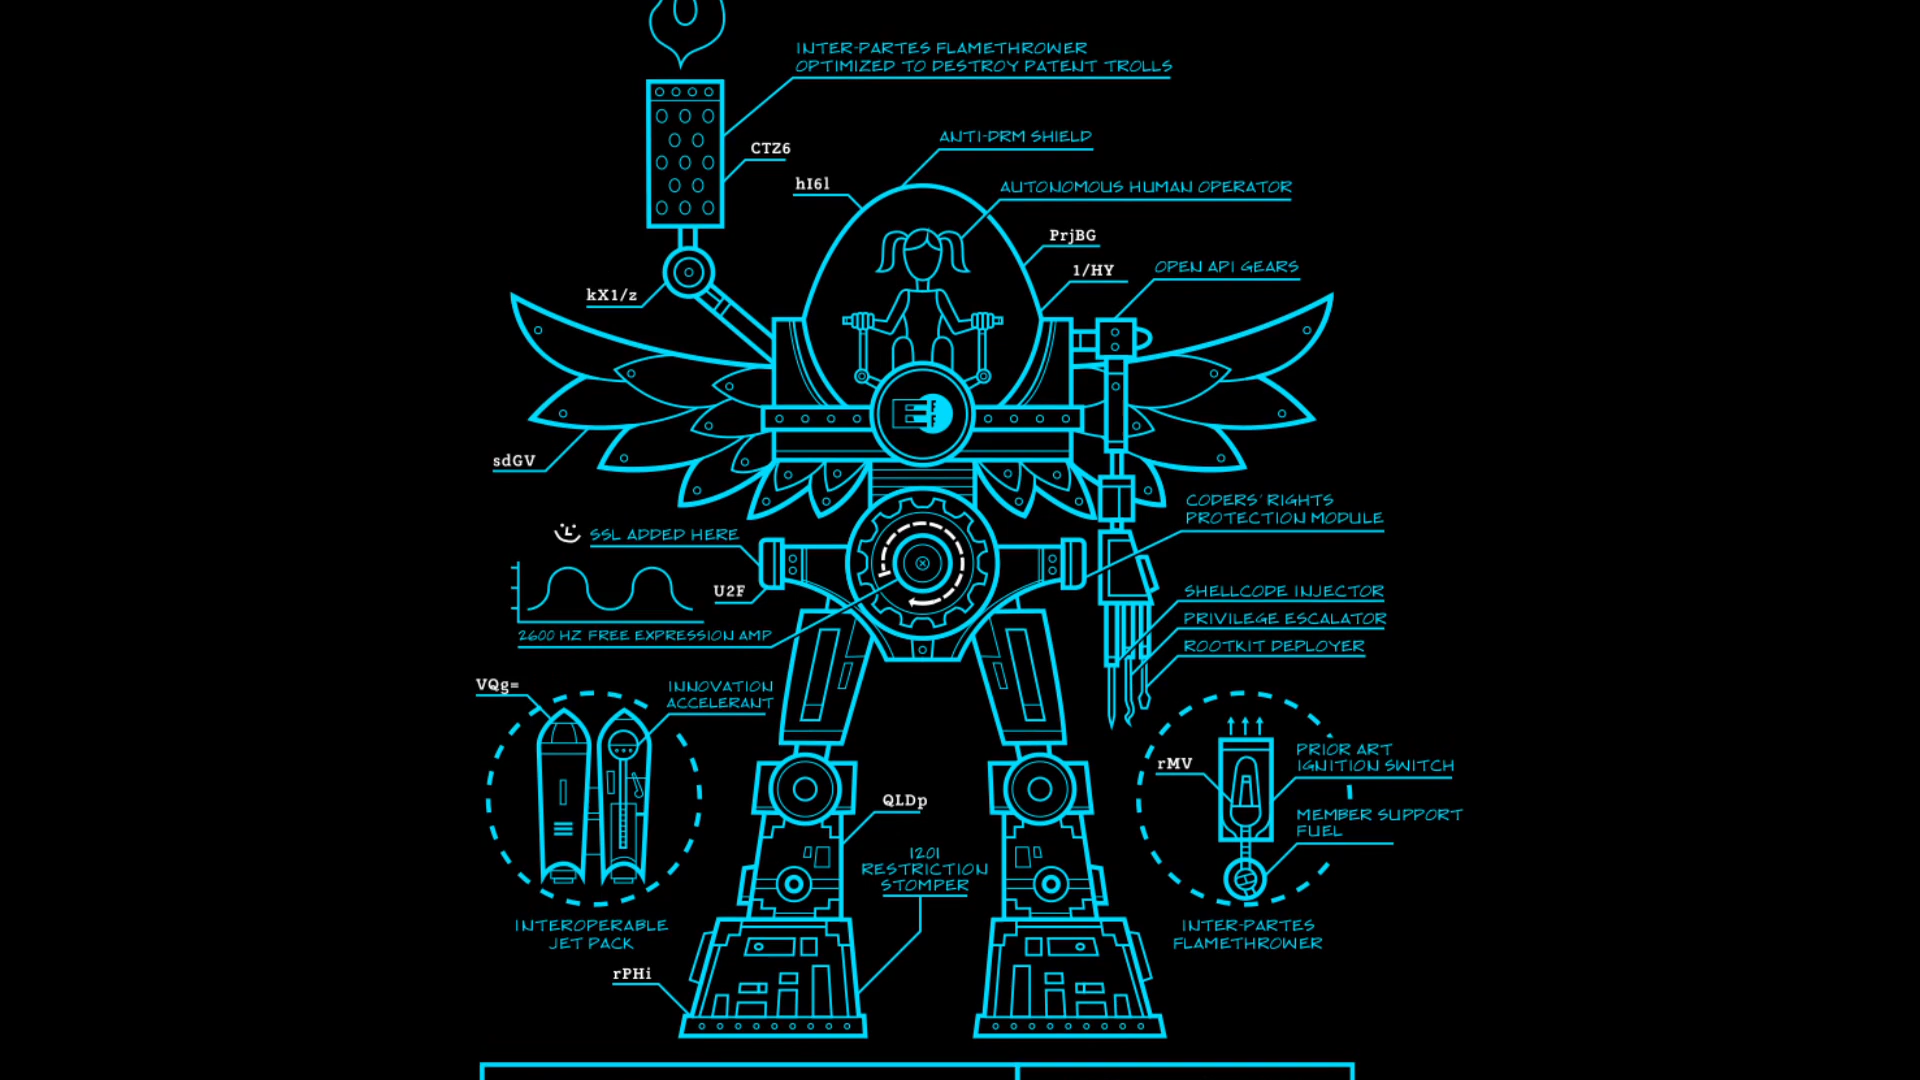 INTER-PARTES FLAMETHROWER
OPTIMIZED TO DESTROY PATENT TROLLS
CTZ6
ANTI-DRM SHIELD
hI6l
AUTONOMOUS HUMAN OPERATOR
PrjBG
1/HY
OPEN API GEARS
kX1/z
E
FF
sdGV
CODERS' RIGHTS
PROTECTION MODULE
SSL ADDED HERE
U2F
SHELLCODE INJECTOR
PRIVILEGE ESCALATOR
ROOTKIT DEPLOYER
2600 HZ FREE EXPRESSION AMP
VQg=
INNOVATION
ACCELERANT
PRIOR ART
IGNITION SWITCH
rMV
QLDp
MEMBER SUPPORT
FUEL
1201
RESTRICTION
STOMPER
INTEROPERABLE
JET PACK
INTER-PARTES
FLAMETHROWER
rPHi